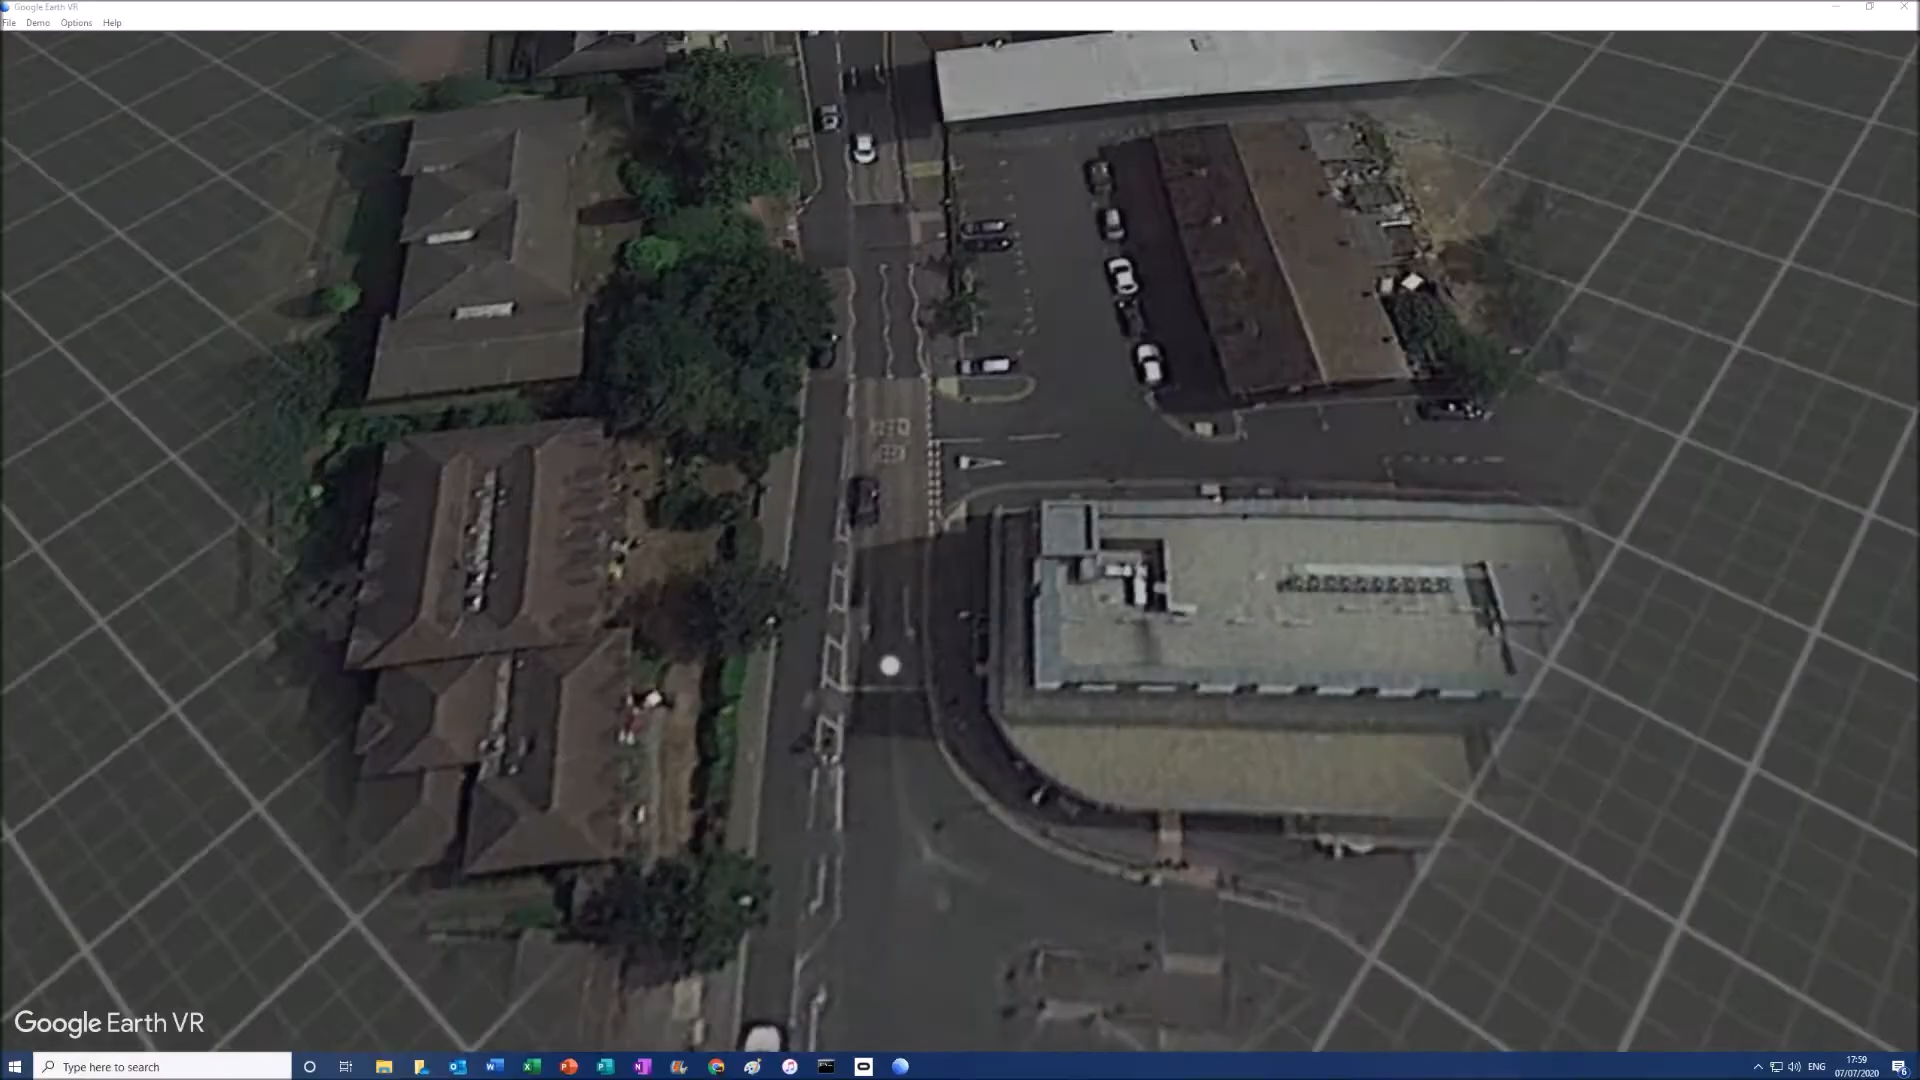 Google Earth VR
File Demo Options Help
Google Earth VR
Type here to search
ENG
17:59
07/07/2020
6